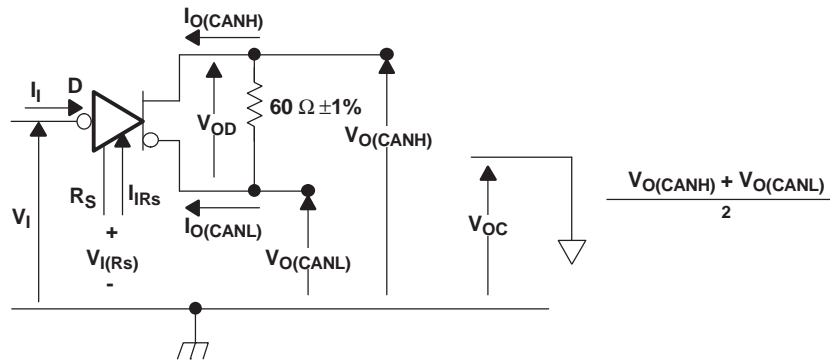 I_O(CANH)
D
I_I
60 Ω ±1%
V_OD
V_O(CANH)
V_O(CANH) + V_O(CANL)
2
R_S
I_IRs
I_O(CANL)
V_I
+
V_I(Rs)
-
V_O(CANL)
V_OC